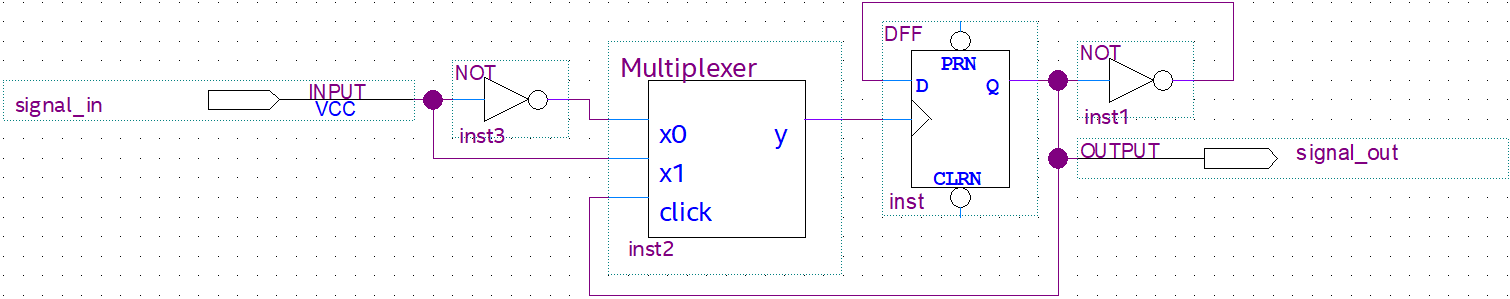 signal_in
INPUT
VCC
NOT
inst3
Multiplexer
x0
y
x1
click
inst2
DFF
PRN
D
Q
CLRN
inst
NOT
inst1
OUTPUT
signal_out